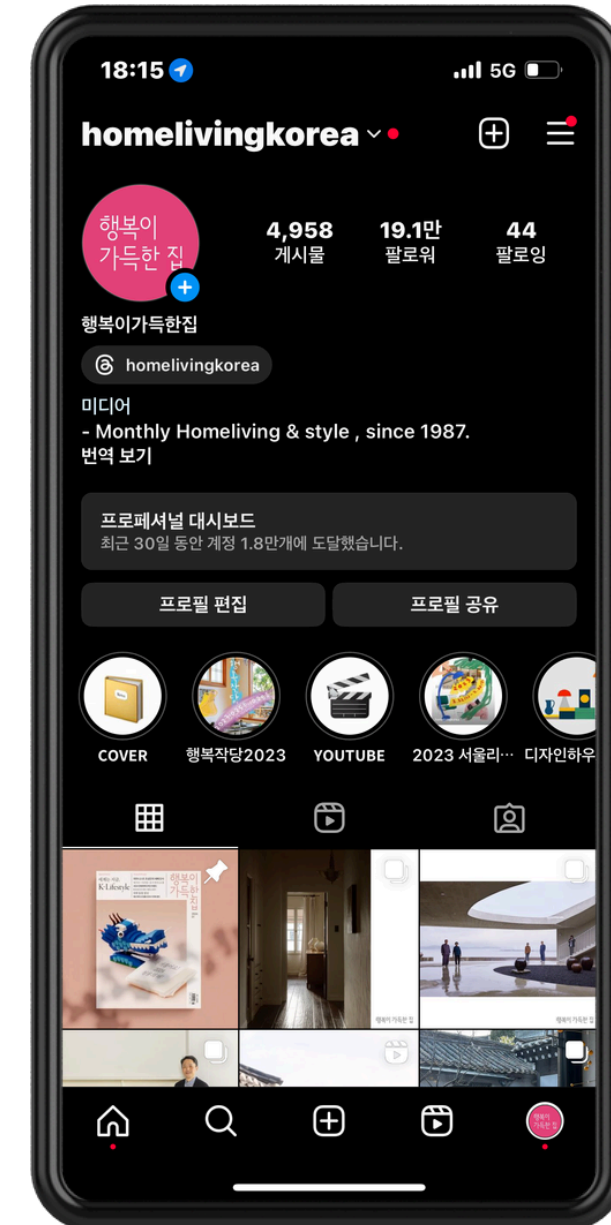 18:15
5G
homelivingkorea
행복이
가득한 집
4,958
게시물
19.1만
팔로워
44
팔로잉
행복이가득한집
homelivingkorea
미디어
- Monthly Homeliving & style , since 1987.
번역 보기
프로페셔널 대시보드
최근 30일 동안 계정 1.8만개에 도달했습니다.
프로필 편집
프로필 공유
COVER
행복작당2023
YOUTUBE
2023 서울리…
디자인하우
K-Lifestyle
행복이
가득한
집
행복이 가득한 집
행복이 가득한 집
행복이
가득한 집